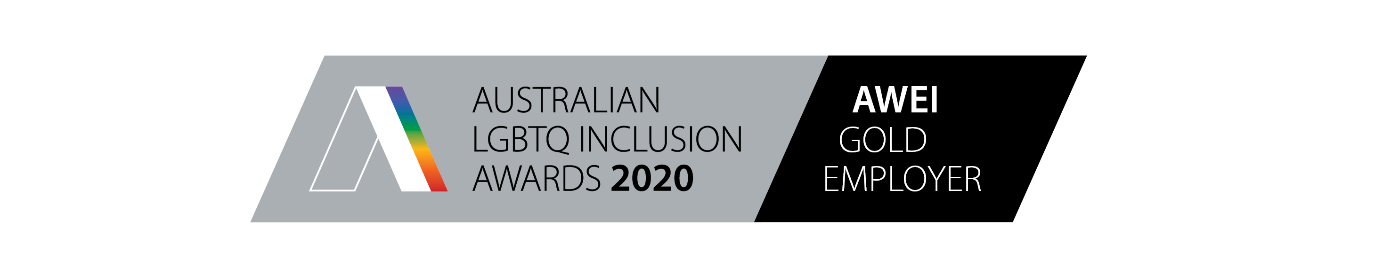 AUSTRALIAN
LGBTQ INCLUSION
AWARDS 2020
AWEI
GOLD
EMPLOYER